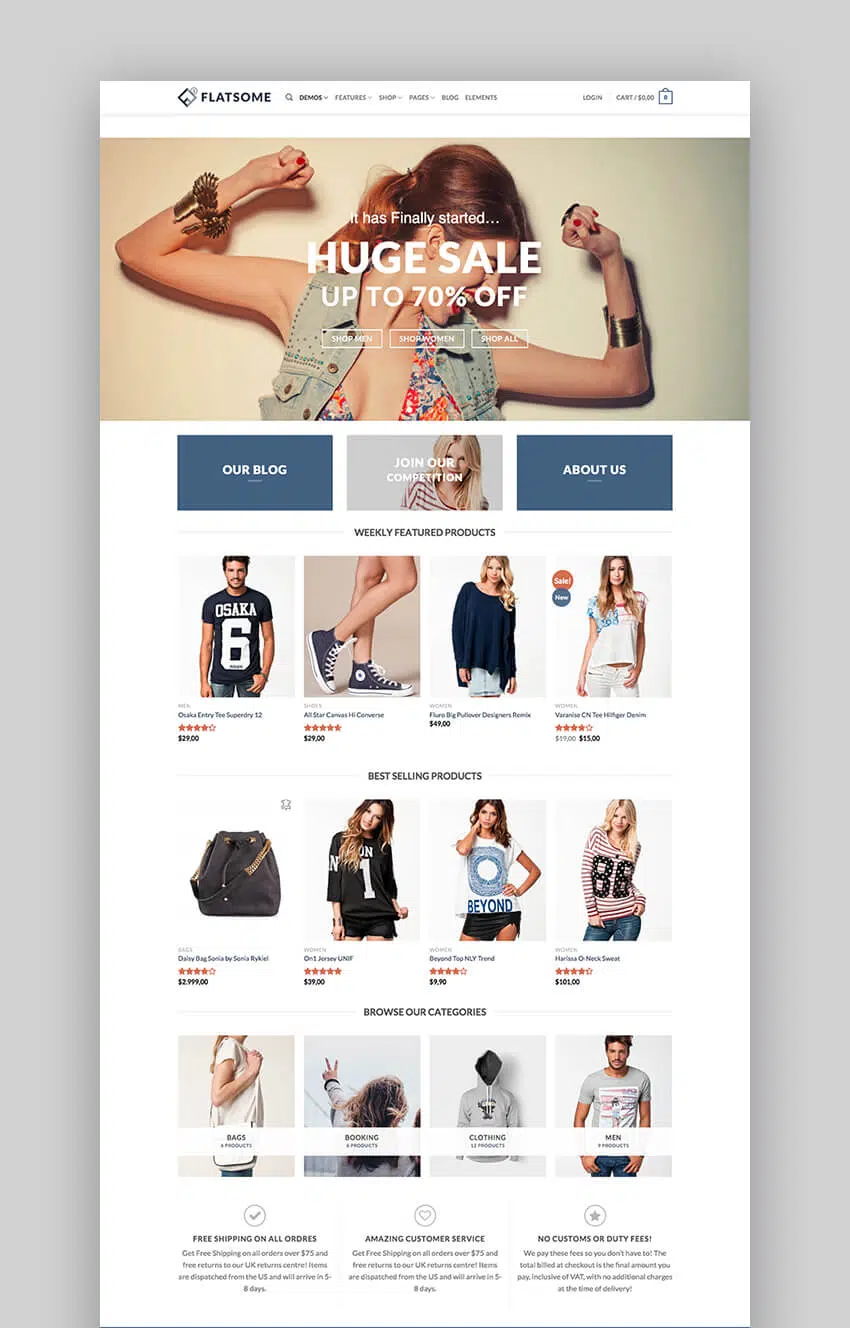 FLATSOME
DEMOS FEATURES SHOP PAGES BLOG ELEMENTS
LOGIN CART / $0,00 0
It has Finally started...
HUGE SALE
UP TO 70% OFF
SHOP MEN SHOP WOMEN SHOP ALL
OUR BLOG
JOIN OUR
COMPETITION
ABOUT US
WEEKLY FEATURED PRODUCTS
OSAKA
6
Sale!
New
MEN
Osaka Entry Tee Superdry 12
$29,00
SHOES
All Star Canvas Hi Converse
$29,00
WOMEN
Fluro Big Pullover Designers Remix
$49,00
WOMEN
Varanise CN Tee Hilfiger Denim
$19,00 $15,00
BEST SELLING PRODUCTS
ON
N 1
BEYOND
86
BAGS
Daisy Bag Sonia by Sonia Rykiel
$2.999,00
WOMEN
On1 Jersey UNIF
$39,00
WOMEN
Beyond Top NLY Trend
$9,90
WOMEN
Harissa O-Neck Sweat
$101,00
BROWSE OUR CATEGORIES
BAGS
6 PRODUCTS
BOOKING
6 PRODUCTS
CLOTHING
12 PRODUCTS
MEN
9 PRODUCTS
FREE SHIPPING ON ALL ORDRES
Get Free Shipping on all orders over $75 and
free returns to our UK returns centre! Items
are dispatched from the US and will arrive in 5-
8 days.
AMAZING CUSTOMER SERVICE
Get Free Shipping on all orders over $75 and
free returns to our UK returns centre! Items
are dispatched from the US and will arrive in 5-
8 days.
NO CUSTOMS OR DUTY FEES!
We pay these fees so you don't have to! The
total billed at checkout is the final amount you
pay, inclusive of VAT, with no additional charges
at the time of delivery!